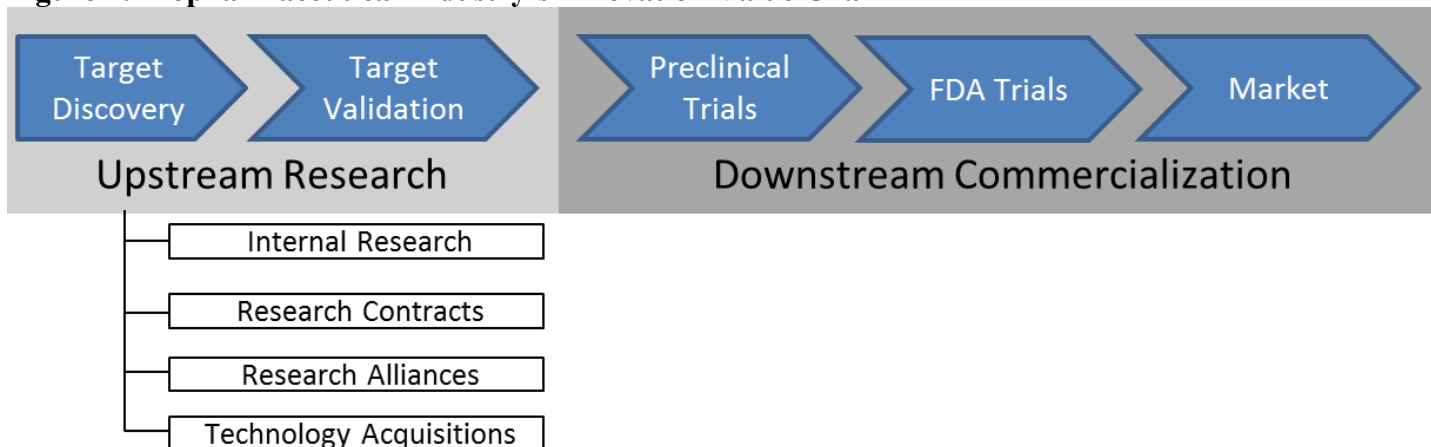 Target
Discovery
Target
Validation
Preclinical
Trials
FDA Trials
Market
Upstream Research
Downstream Commercialization
Internal Research
Research Contracts
Research Alliances
Technology Acquisitions